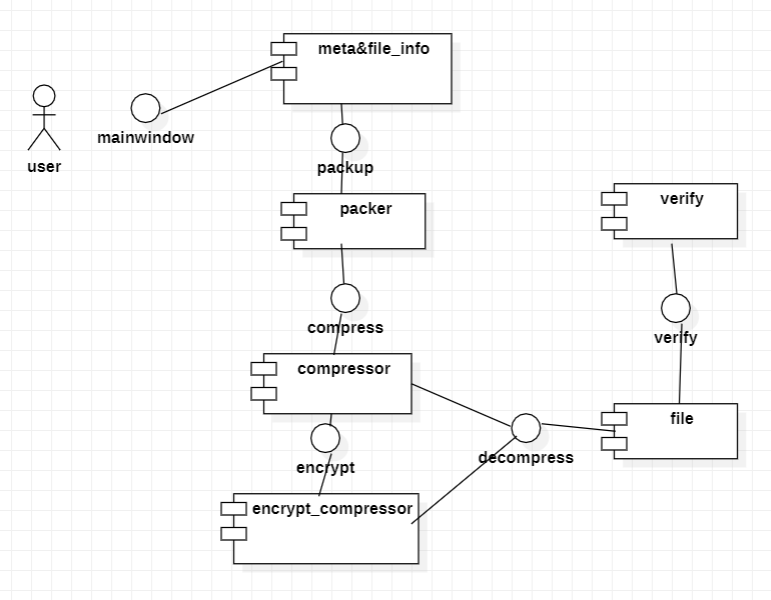 meta&file_info
mainwindow
user
packup
packer
verify
compress
verify
compressor
file
decompress
encrypt
encrypt_compressor